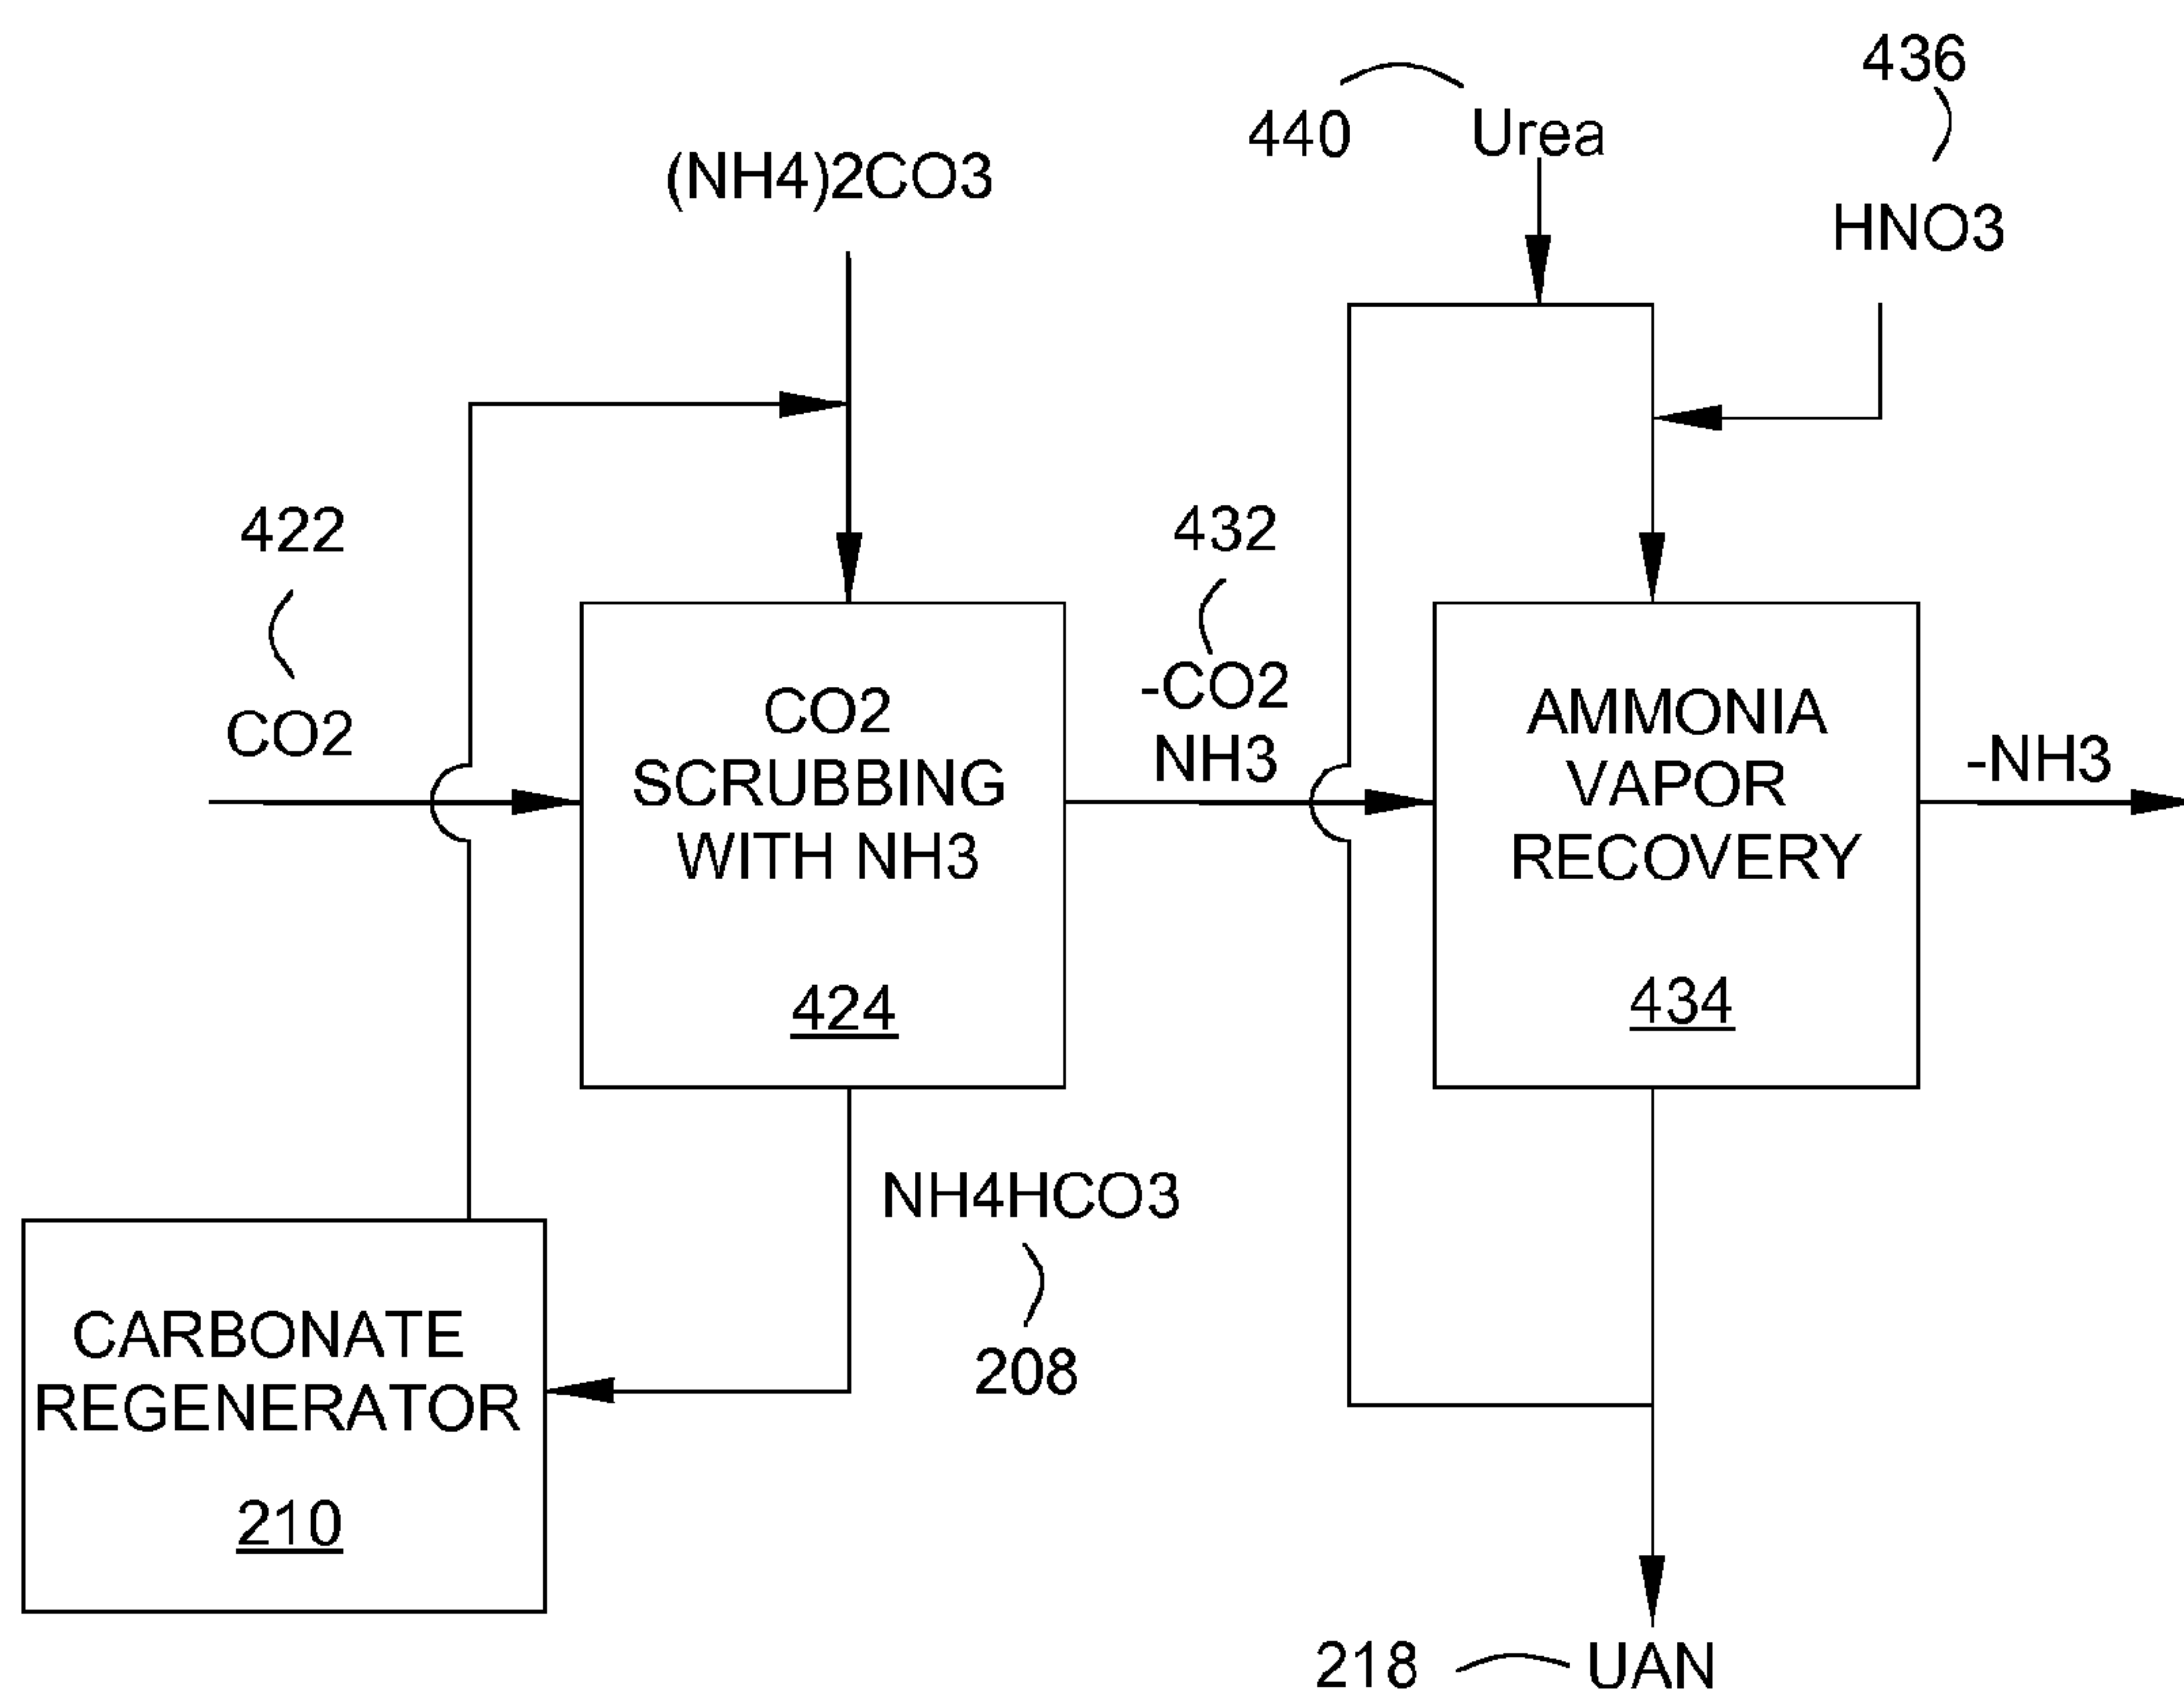 436
440
Urea
(NH4)2CO3
HNO3
422
432
CO2
-CO2
NH3
CO2
SCRUBBING
WITH NH3
424
AMMONIA
VAPOR
RECOVERY
434
-NH3
NH4HCO3
208
CARBONATE
REGENERATOR
210
218
UAN